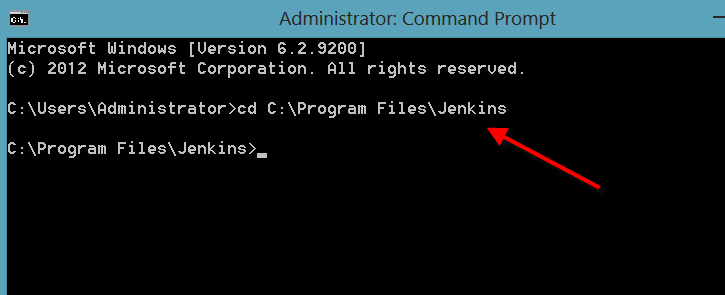 Administrator: Command Prompt
Microsoft Windows [Version 6.2.9200]
(c) 2012 Microsoft Corporation. All rights reserved.
C:\Users\Administrator>cd C:\Program Files\Jenkins
C:\Program Files\Jenkins>_